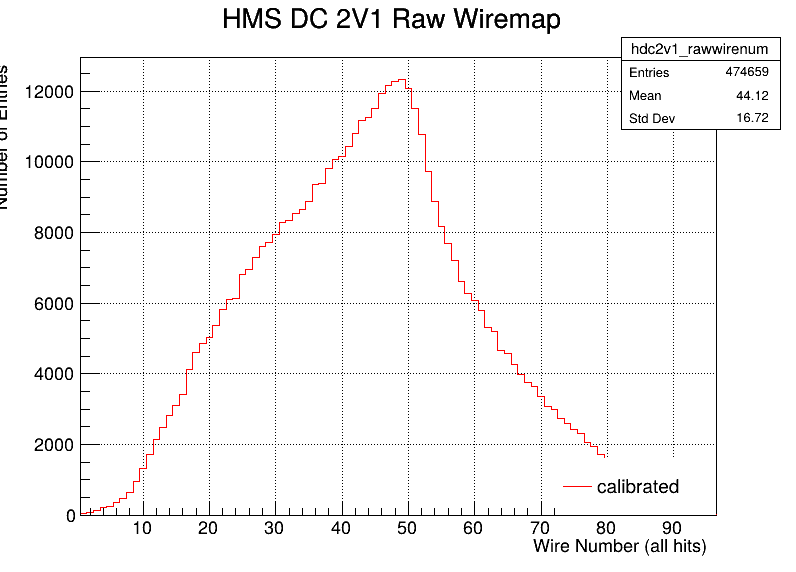 HMS DC 2V1 Raw Wiremap
hdc2v1_rawwirenum
Entries 474659
Mean 44.12
Std Dev 16.72
Number of Entries
12000
10000
8000
6000
4000
2000
0
calibrated
10 20 30 40 50 60 70 80 90
Wire Number (all hits)